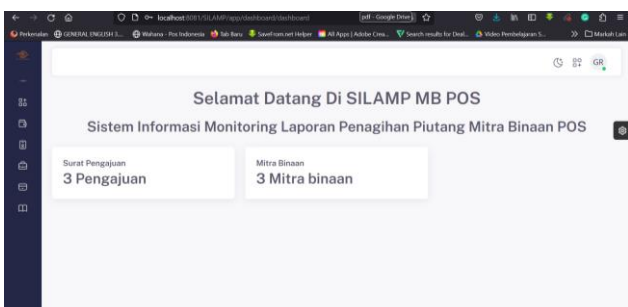 localhost:8081/SILAMP/app/dashboard/dashboard
pdf - Google Drive
Perkenalan GENERAL ENGLISH 1... Wahana - Pos Indonesia Tab Baru SaveFrom.net Helper All Apps | Adobe Crea... Search results for Deal... Video Pembelajaran S... Markah Lain
GR
Selamat Datang Di SILAMP MB POS
Sistem Informasi Monitoring Laporan Penagihan Piutang Mitra Binaan POS
Surat Pengajuan
3 Pengajuan
Mitra Binaan
3 Mitra binaan